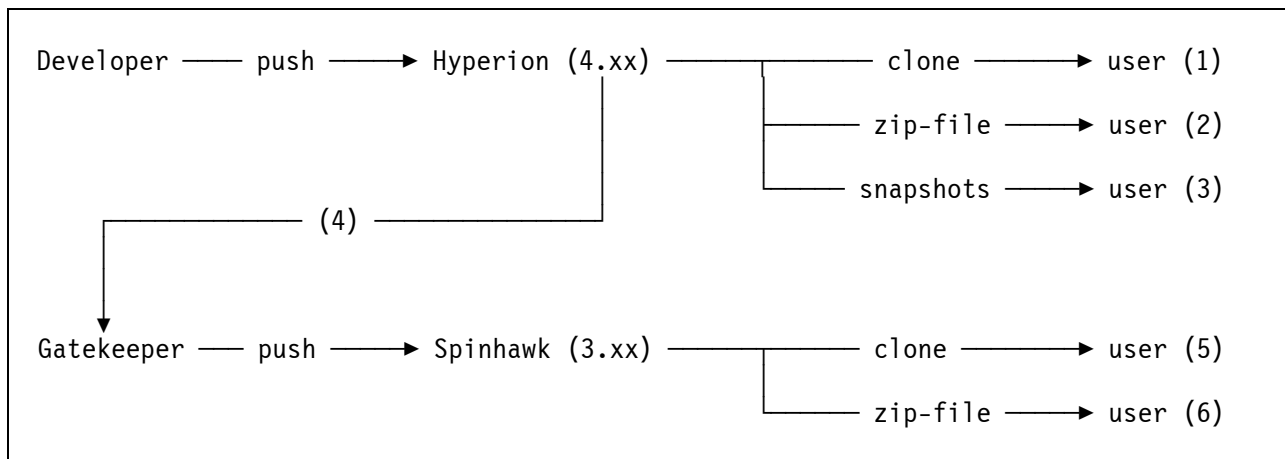 Developer push Hyperion (4.xx) clone user (1)
zip-file user (2)
snapshots user (3)
(4)
Gatekeeper push Spinhawk (3.xx) clone user (5)
zip-file user (6)